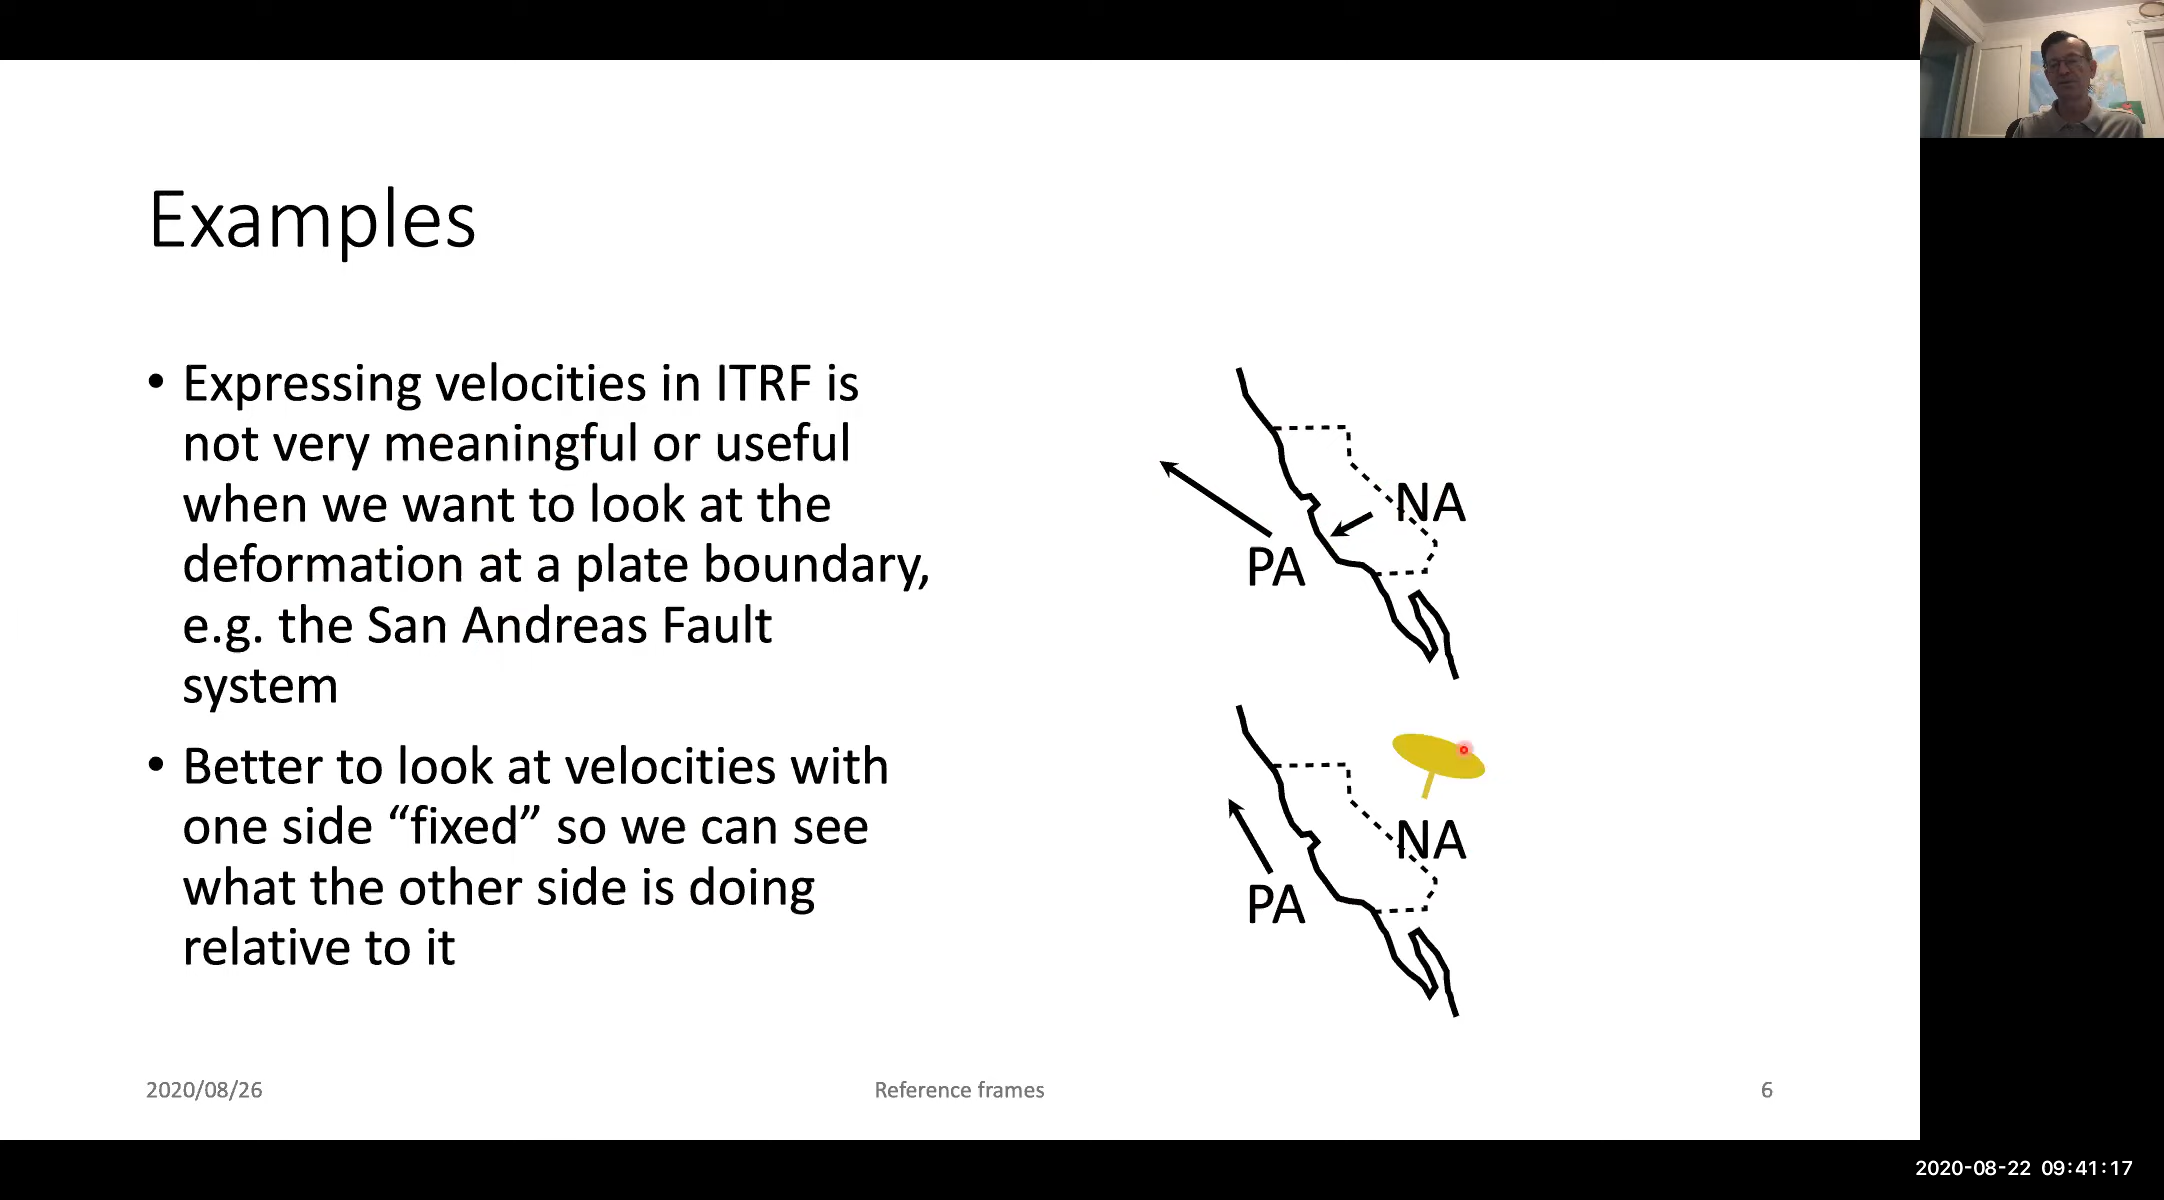 Examples
• Expressing velocities in ITRF is
not very meaningful or useful
when we want to look at the
deformation at a plate boundary,
e.g. the San Andreas Fault
system
• Better to look at velocities with
one side “fixed” so we can see
what the other side is doing
relative to it
NA
PA
NA
PA
2020/08/26
Reference frames
6
2020-08-22 09:41:17